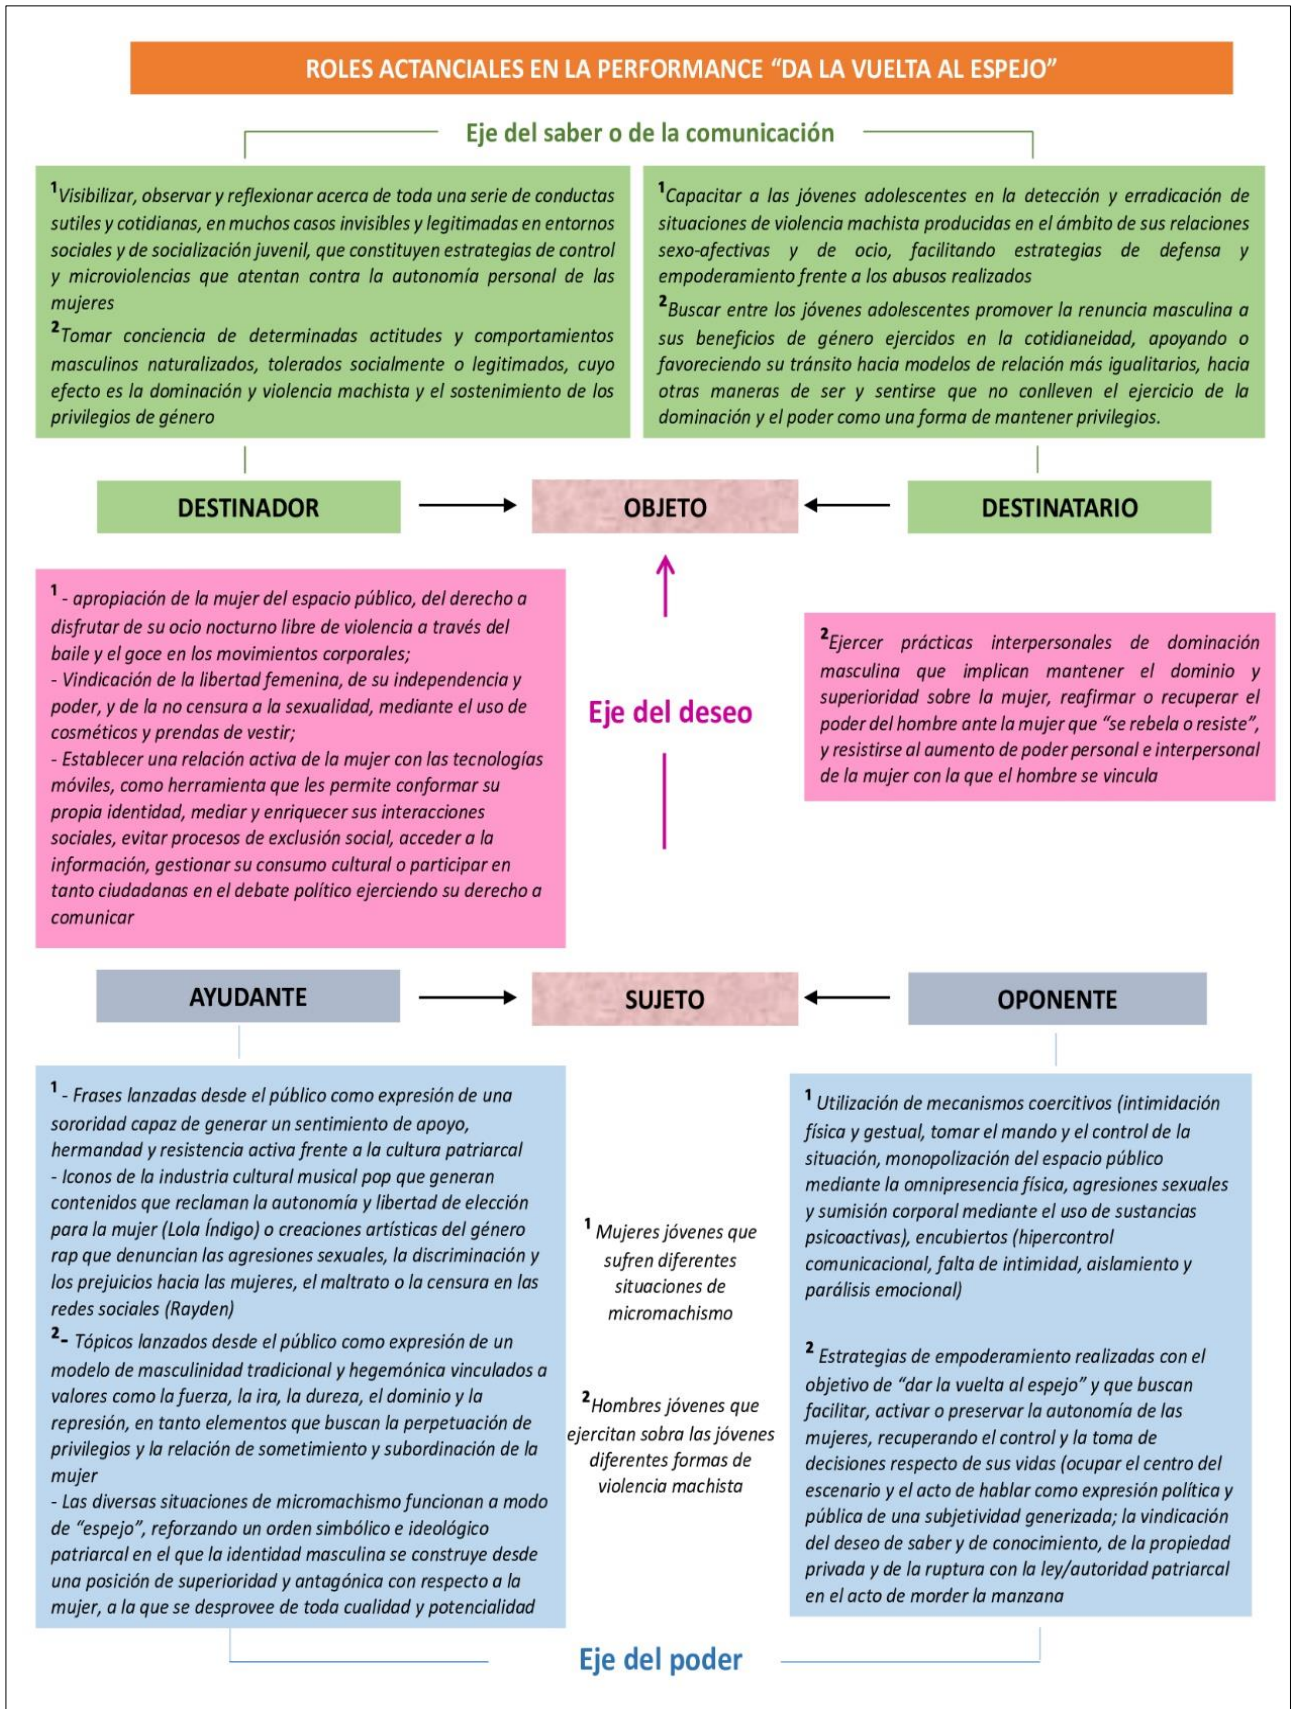 ROLES ACTANCIALES EN LA PERFORMANCE “DA LA VUELTA AL ESPEJO”
Eje del saber o de la comunicación
1Visibilizar, observar y reflexionar acerca de toda una serie de conductas
sutiles y cotidianas, en muchos casos invisibles y legitimadas en entornos
sociales y de socialización juvenil, que constituyen estrategias de control
y microviolencias que atentan contra la autonomía personal de las
mujeres
2Tomar conciencia de determinadas actitudes y comportamientos
masculinos naturalizados, tolerados socialmente o legitimados, cuyo
efecto es la dominación y violencia machista y el sostenimiento de los
privilegios de género
1Capacitar a las jóvenes adolescentes en la detección y erradicación de
situaciones de violencia machista producidas en el ámbito de sus relaciones
sexo-afectivas y de ocio, facilitando estrategias de defensa y
empoderamiento frente a los abusos realizados
2Buscar entre los jóvenes adolescentes promover la renuncia masculina a
sus beneficios de género ejercidos en la cotidianeidad, apoyando o
favoreciendo su tránsito hacia modelos de relación más igualitarios, hacia
otras maneras de ser y sentirse que no conlleven el ejercicio de la
dominación y el poder como una forma de mantener privilegios.
DESTINADOR
OBJETO
DESTINATARIO
1 - apropiación de la mujer del espacio público, del derecho a
disfrutar de su ocio nocturno libre de violencia a través del
baile y el goce en los movimientos corporales;
- Vindicación de la libertad femenina, de su independencia y
poder, y de la no censura a la sexualidad, mediante el uso de
cosméticos y prendas de vestir;
- Establecer una relación activa de la mujer con las tecnologías
móviles, como herramienta que les permite conformar su
propia identidad, mediar y enriquecer sus interacciones
sociales, evitar procesos de exclusión social, acceder a la
información, gestionar su consumo cultural o participar en
tanto ciudadanas en el debate político ejerciendo su derecho a
comunicar
Eje del deseo
2Ejercer prácticas interpersonales de dominación
masculina que implican mantener el dominio y
superioridad sobre la mujer, reafirmar o recuperar el
poder del hombre ante la mujer que “se rebela o resiste”,
y resistirse al aumento de poder personal e interpersonal
de la mujer con la que el hombre se vincula
AYUDANTE
SUJETO
OPONENTE
1 - Frases lanzadas desde el público como expresión de una
sororidad capaz de generar un sentimiento de apoyo,
hermandad y resistencia activa frente a la cultura patriarcal
- Iconos de la industria cultural musical pop que generan
contenidos que reclaman la autonomía y libertad de elección
para la mujer (Lola Índigo) o creaciones artísticas del género
rap que denuncian las agresiones sexuales, la discriminación y
los prejuicios hacia las mujeres, el maltrato o la censura en las
redes sociales (Rayden)
2- Tópicos lanzados desde el público como expresión de un
modelo de masculinidad tradicional y hegemónica vinculados a
valores como la fuerza, la ira, la dureza, el dominio y la
represión, en tanto elementos que buscan la perpetuación de
privilegios y la relación de sometimiento y subordinación de la
mujer
- Las diversas situaciones de micromachismo funcionan a modo
de “espejo”, reforzando un orden simbólico e ideológico
patriarcal en el que la identidad masculina se construye desde
una posición de superioridad y antagónica con respecto a la
mujer, a la que se desprovee de toda cualidad y potencialidad
1 Mujeres jóvenes que
sufren diferentes
situaciones de
micromachismo
2Hombres jóvenes que
ejercitan sobra las jóvenes
diferentes formas de
violencia machista
1 Utilización de mecanismos coercitivos (intimidación
física y gestual, tomar el mando y el control de la
situación, monopolización del espacio público
mediante la omnipresencia física, agresiones sexuales
y sumisión corporal mediante el uso de sustancias
psicoactivas), encubiertos (hipercontrol
comunicacional, falta de intimidad, aislamiento y
parálisis emocional)
2 Estrategias de empoderamiento realizadas con el
objetivo de “dar la vuelta al espejo” y que buscan
facilitar, activar o preservar la autonomía de las
mujeres, recuperando el control y la toma de
decisiones respecto de sus vidas (ocupar el centro del
escenario y el acto de hablar como expresión política y
pública de una subjetividad generizada; la vindicación
del deseo de saber y de conocimiento, de la propiedad
privada y de la ruptura con la ley/autoridad patriarcal
en el acto de morder la manzana
Eje del poder